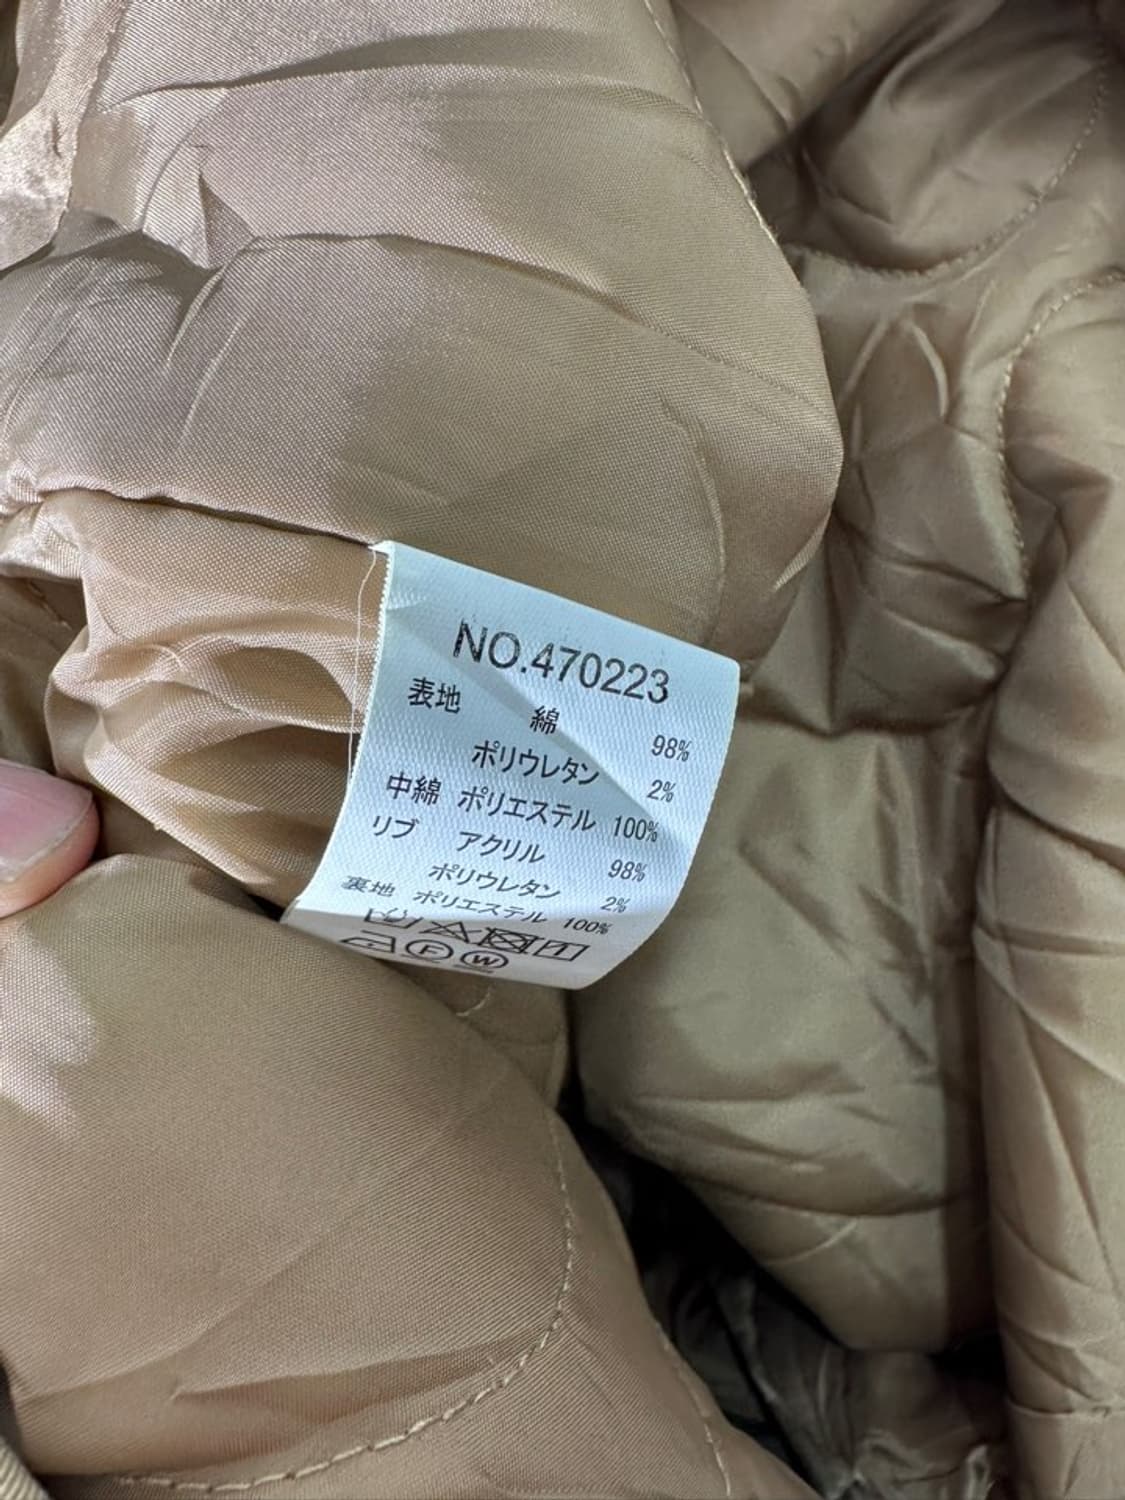 NO.470223
表地 綿 98%
ポリウレタン 2%
中綿 ポリエステル 100%
リブ アクリル 98%
ポリウレタン 2%
裏地 ポリエステル 100%
F W